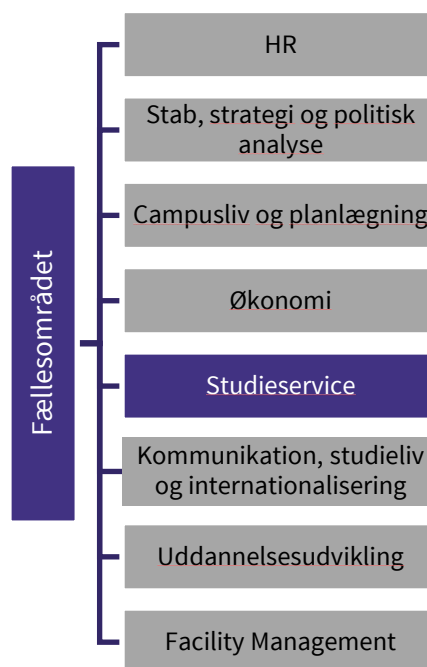 Fællesområdet
HR
Stab, strategi og politisk
analyse
Campusliv og planlægning
Økonomi
Studieservice
Kommunikation, studieliv
og internationalisering
Uddannelsesudvikling
Facility Management